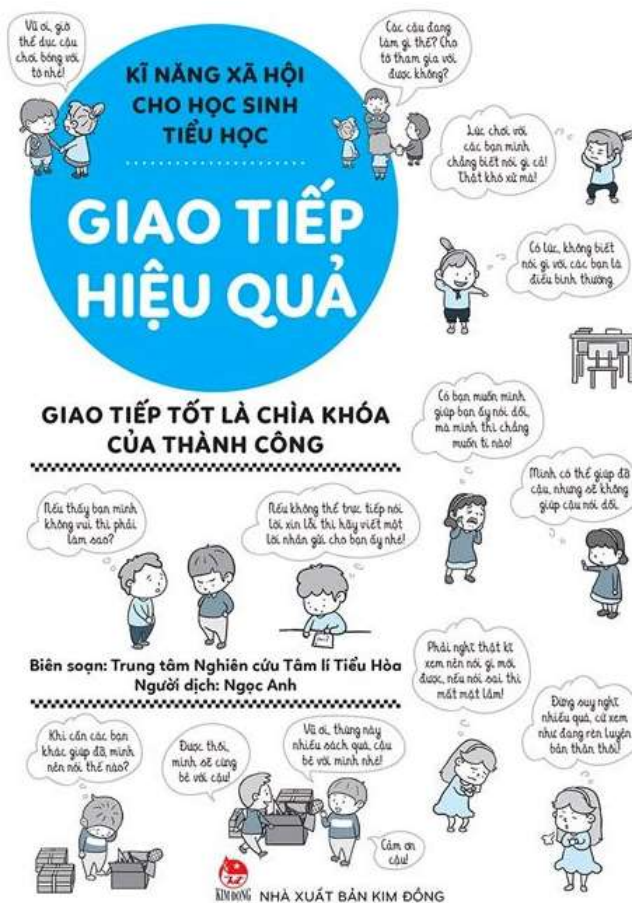 Vũ ơi, giờ
thể dục cậu
chơi bóng với
tớ nhé!
Các cậu đang
làm gì thế? Cho
tớ tham gia với
được không?
KĨ NĂNG XÃ HỘI
CHO HỌC SINH
TIỂU HỌC
GIAO TIẾP
HIỆU QUẢ
Lúc chơi với
các bạn mình
chẳng biết nói gì cả!
Thật khó xử mà!
Có lúc, không biết
nói gì với các bạn là
điều bình thường.
GIAO TIẾP TỐT LÀ CHÌA KHÓA
CỦA THÀNH CÔNG
Có bạn muốn mình
giúp bạn ấy nói dối,
mà mình thì chẳng
muốn tí nào!
Mình có thể giúp đỡ
cậu, nhưng sẽ không
giúp cậu nói dối.
Nếu thấy bạn mình
không vui thì phải
làm sao?
Nếu không thể trực tiếp nói
lời xin lỗi thì hãy viết một
lời nhắn gửi cho bạn ấy nhé!
Biên soạn: Trung tâm Nghiên cứu Tâm lí Tiểu Hòa
Người dịch: Ngọc Anh
Phải nghĩ thật kĩ
xem nên nói gì mới
được, nếu nói sai thì
mất mặt lắm!
Đừng suy nghĩ
nhiều quá, cứ xem
như đang rèn luyện
bản thân thôi!
Khi cần các bạn
khác giúp đỡ, mình
nên nói thế nào?
Được thôi,
mình sẽ cùng
bê với cậu!
Vũ ơi, thùng này
nhiều sách quá, cậu
bê với mình nhé!
Cảm ơn
cậu!
KIM ĐỒNG
NHÀ XUẤT BẢN KIM ĐỒNG